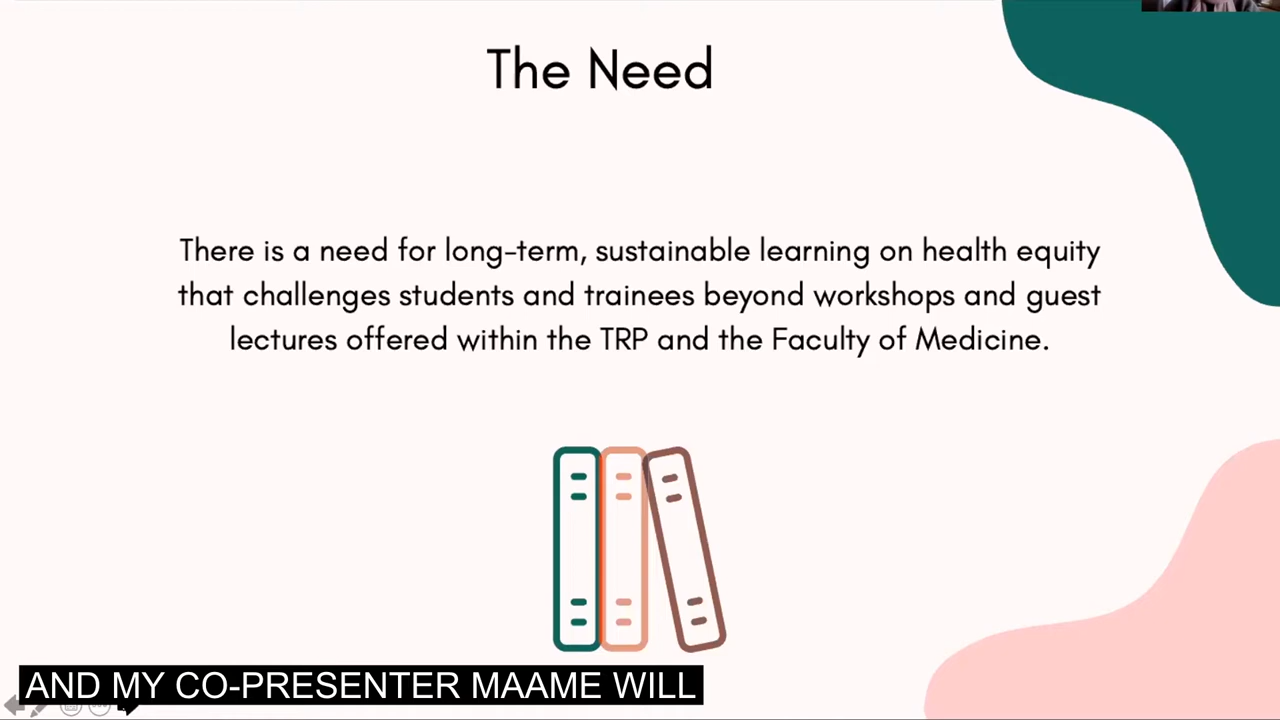 The Need
There is a need for long-term, sustainable learning on health equity
that challenges students and trainees beyond workshops and guest
lectures offered within the TRP and the Faculty of Medicine.
AND MY CO-PRESENTER MAAME WILL